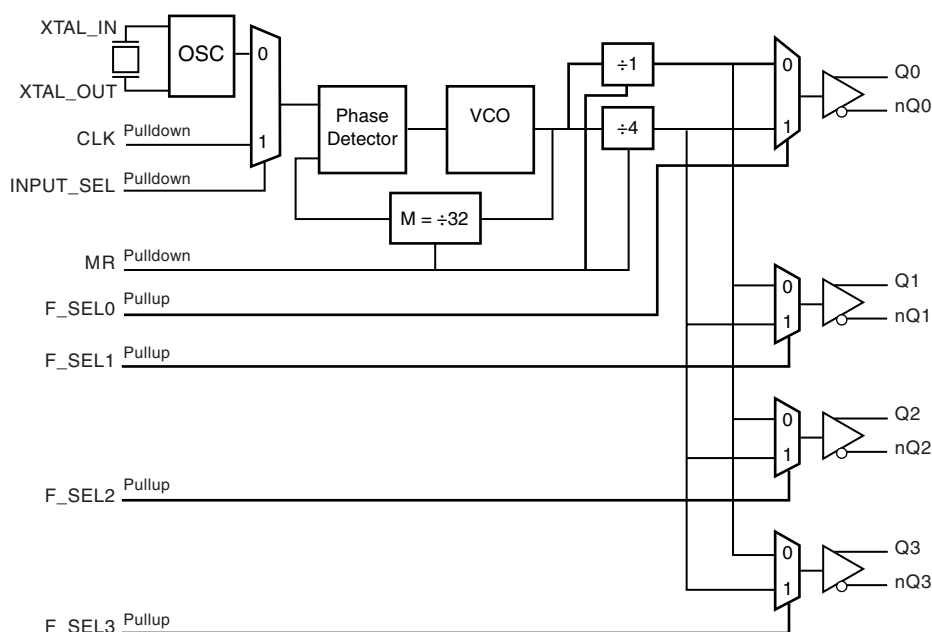 XTAL_IN
OSC
XTAL_OUT
0
1
CLK Pulldown
INPUT_SEL Pulldown
Phase
Detector
VCO
÷1
÷4
M = ÷32
MR Pulldown
F_SEL0 Pullup
F_SEL1 Pullup
F_SEL2 Pullup
F_SEL3 Pullup
0
1
Q0
nQ0
0
1
Q1
nQ1
0
1
Q2
nQ2
0
1
Q3
nQ3